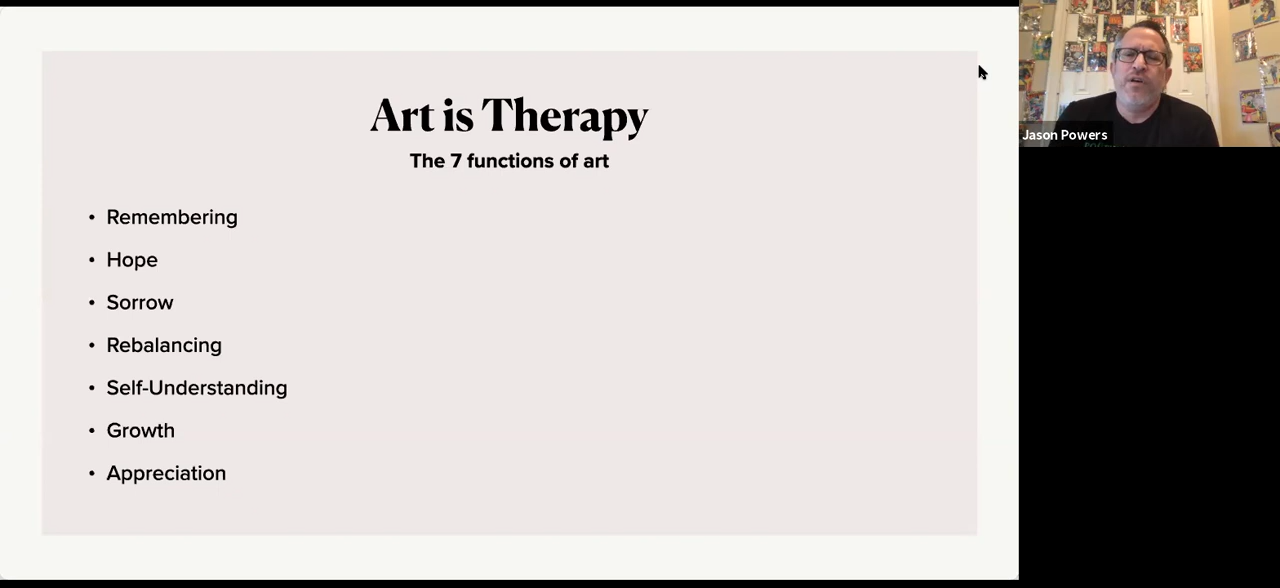 Art is Therapy
The 7 functions of art
• Remembering
• Hope
• Sorrow
• Rebalancing
• Self-Understanding
• Growth
• Appreciation
Jason Powers